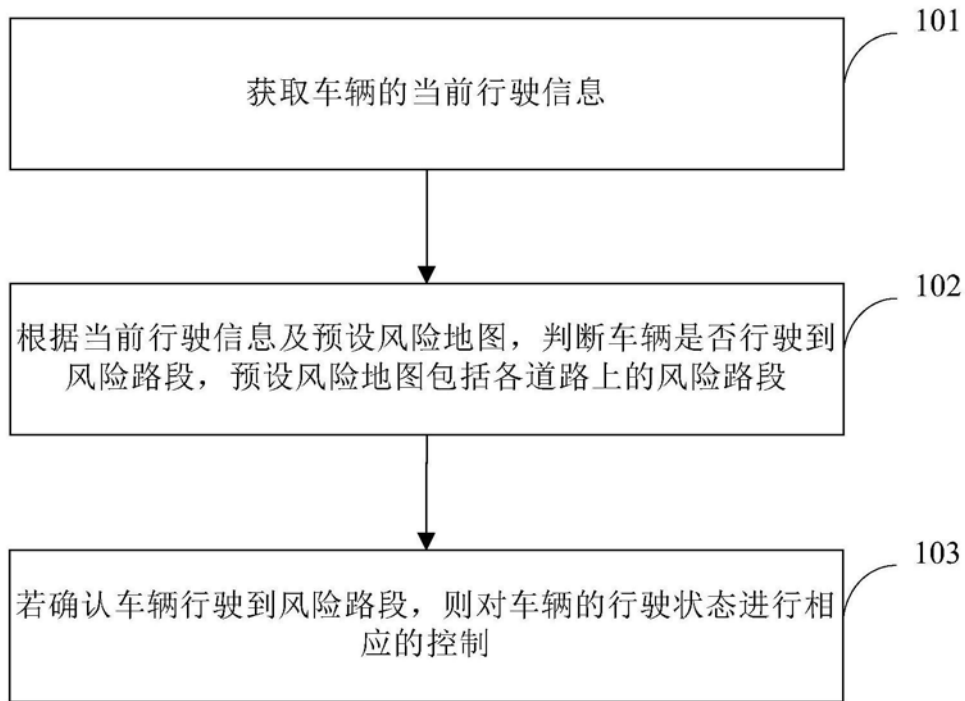 101
获取车辆的当前行驶信息
102
根据当前行驶信息及预设风险地图，判断车辆是否行驶到
风险路段，预设风险地图包括各道路上的风险路段
103
若确认车辆行驶到风险路段，则对车辆的行驶状态进行相
应的控制